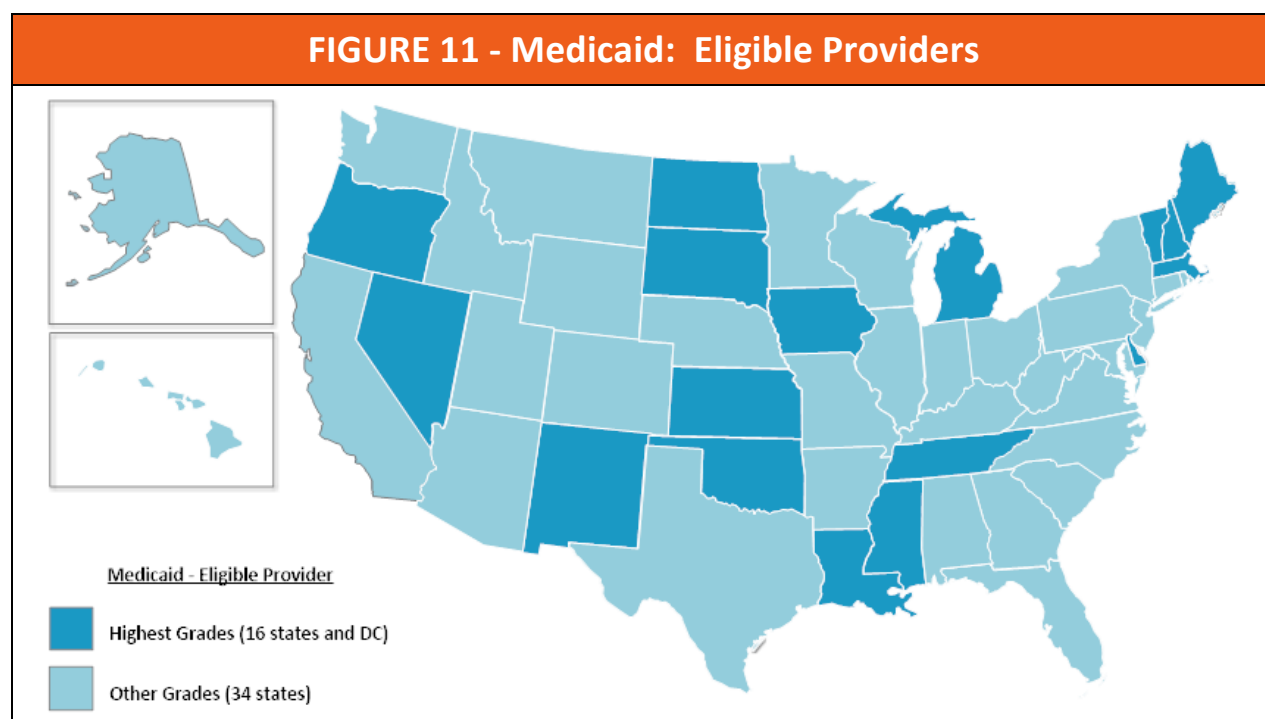 FIGURE 11 - Medicaid: Eligible Providers
Medicaid - Eligible Provider
Highest Grades (16 states and DC)
Other Grades (34 states)